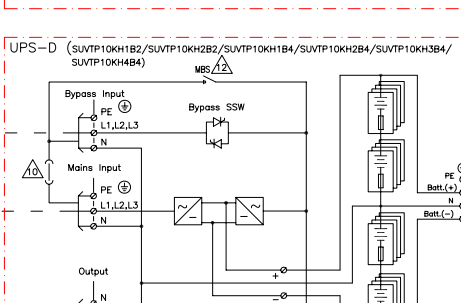 UPS-D (SUVTP10KH1B2/SUVTP10KH2B2/SUVTP10KH1B4/SUVTP10KH2B4/SUVTP10KH3B4/
SUVTP10KH4B4)
MBS 12
Bypass Input
PE
Bypass SSW
L1,L2,L3
N
10
Mains Input
PE
L1,L2,L3
N
PE
Batt.(+)
N
Batt.(-)
Output
+
N
-